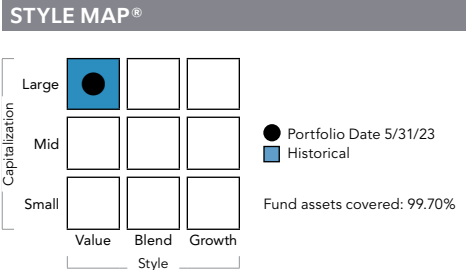 STYLE MAP®
Large
Mid
Small
Capitalization
Value Blend Growth
Style
Portfolio Date 5/31/23
Historical
Fund assets covered: 99.70%